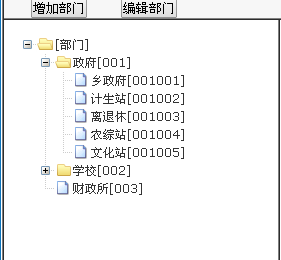 增加部门 编辑部门
[部门]
政府[001]
乡政府[001001]
计生站[001002]
离退休[001003]
农综站[001004]
文化站[001005]
学校[002]
财政所[003]